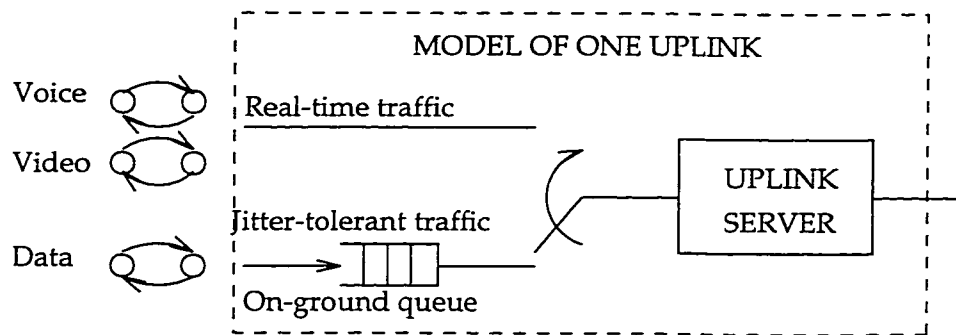 MODEL OF ONE UPLINK
Voice
Real-time traffic
Video
UPLINK
SERVER
Jitter-tolerant traffic
Data
On-ground queue